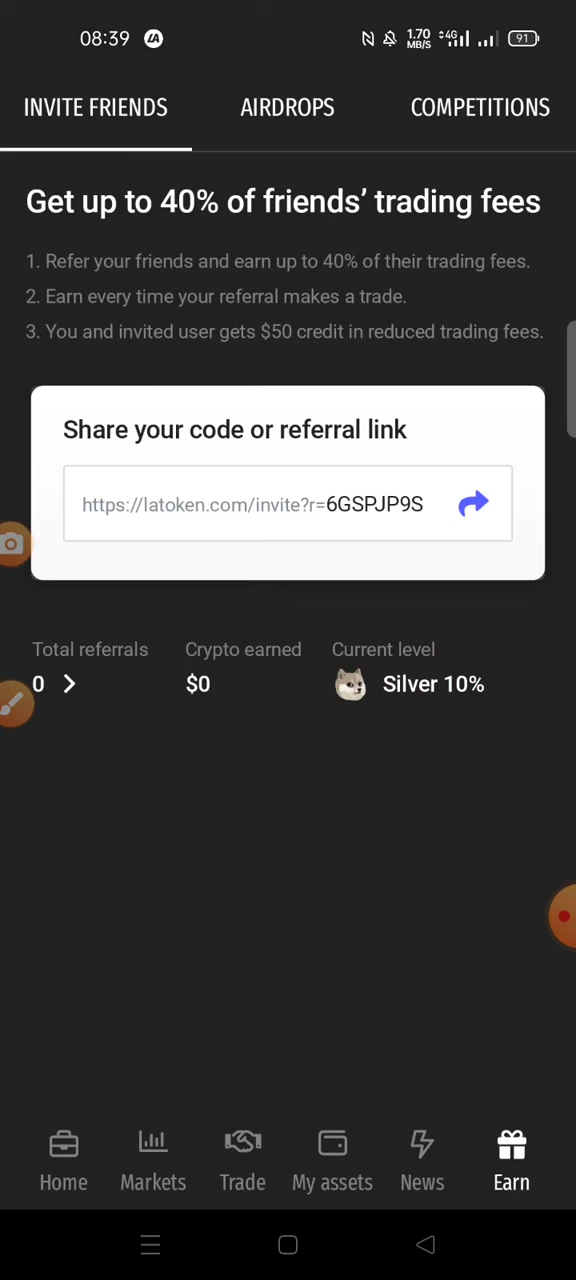 08:39 LA 1.70 MB/S 4G 91
INVITE FRIENDS AIRDROPS COMPETITIONS
Get up to 40% of friends’ trading fees
1. Refer your friends and earn up to 40% of their trading fees.
2. Earn every time your referral makes a trade.
3. You and invited user gets $50 credit in reduced trading fees.
Share your code or referral link
https://latoken.com/invite?r=6GSPJP9S
Total referrals Crypto earned Current level
0 $0 Silver 10%
Home Markets Trade My assets News Earn